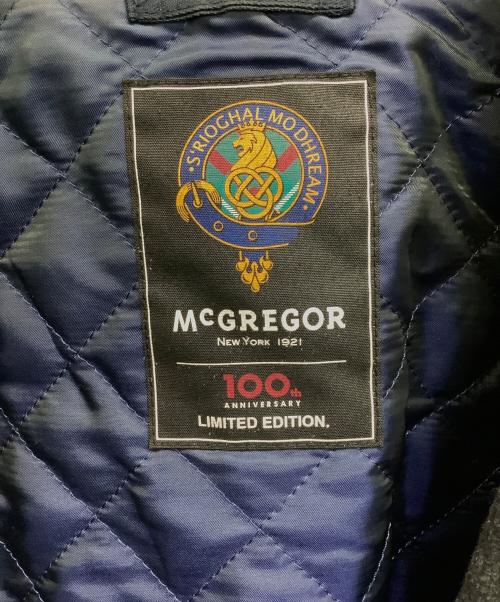 ·S'RIOGHAL MO DHREAM·
McGREGOR
NEW YORK 1921
100th
ANNIVERSARY
LIMITED EDITION.